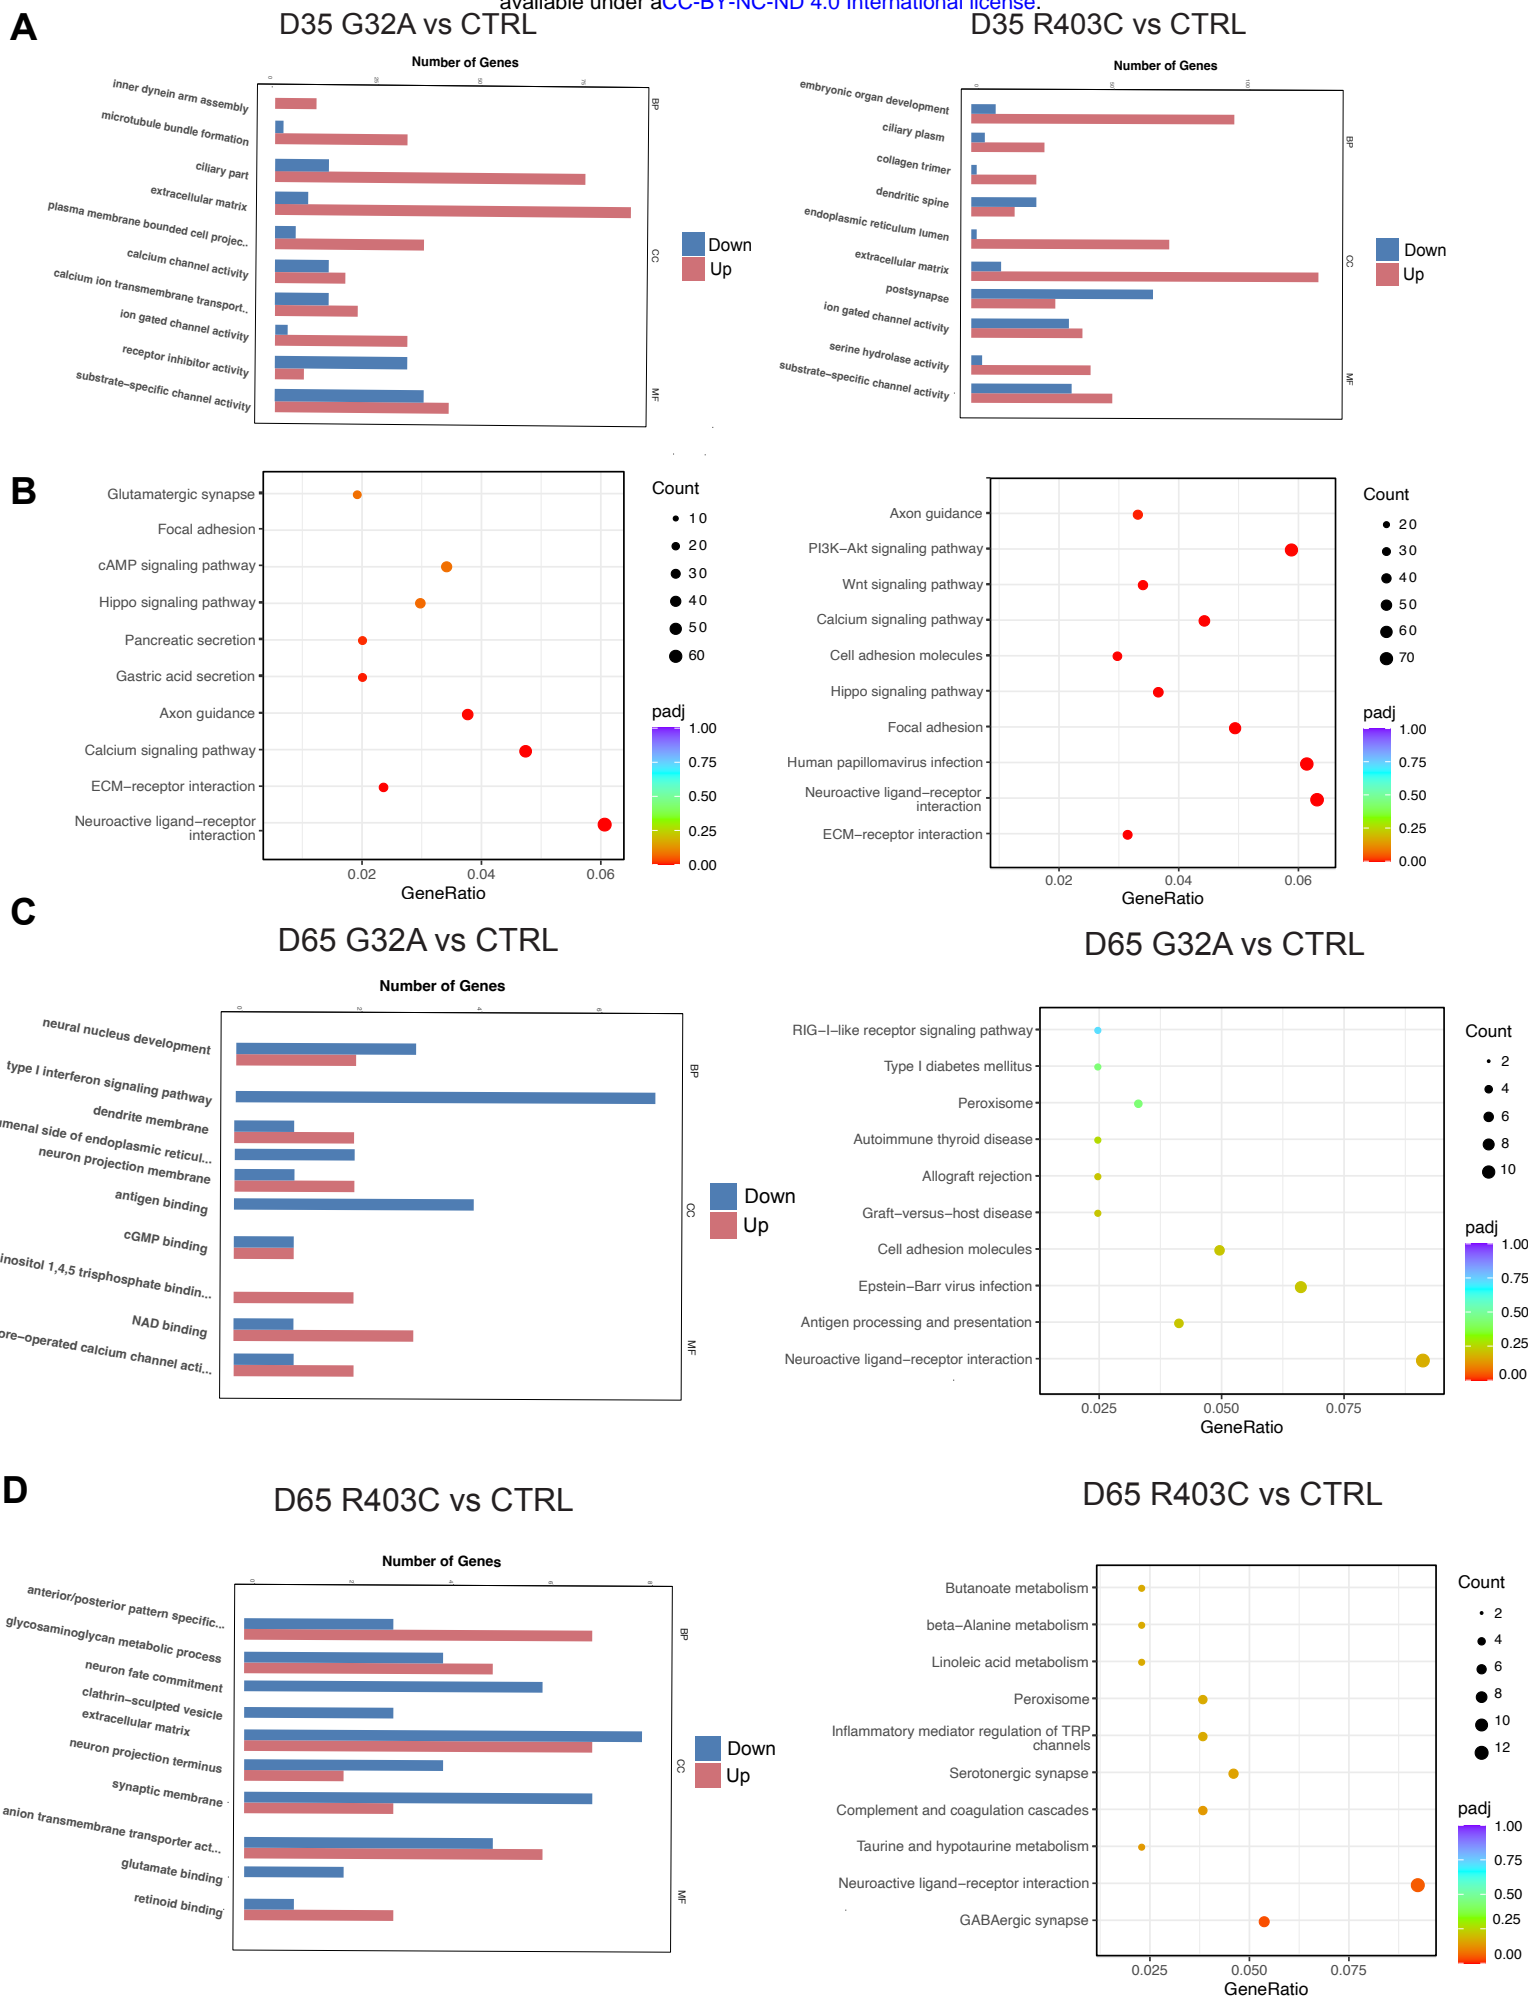 available under aCC-BY-NC-ND 4.0 International license.
A
D35 G32A vs CTRL
Number of Genes
0 25 50 75
inner dynein arm assembly
microtubule bundle formation
ciliary part
extracellular matrix
plasma membrane bounded cell projec..
calcium channel activity
calcium ion transmembrane transport..
ion gated channel activity
receptor inhibitor activity
substrate-specific channel activity
BP
CC
MF
Down
Up
D35 R403C vs CTRL
Number of Genes
0 50 100
embryonic organ development
ciliary plasm
collagen trimer
dendritic spine
endoplasmic reticulum lumen
extracellular matrix
postsynapse
ion gated channel activity
serine hydrolase activity
substrate-specific channel activity
BP
CC
MF
Down
Up
B
Glutamatergic synapse
Focal adhesion
cAMP signaling pathway
Hippo signaling pathway
Pancreatic secretion
Gastric acid secretion
Axon guidance
Calcium signaling pathway
ECM-receptor interaction
Neuroactive ligand-receptor
interaction
0.02 0.04 0.06
GeneRatio
Count
10
20
30
40
50
60
padj
1.00
0.75
0.50
0.25
0.00
Axon guidance
PI3K-Akt signaling pathway
Wnt signaling pathway
Calcium signaling pathway
Cell adhesion molecules
Hippo signaling pathway
Focal adhesion
Human papillomavirus infection
Neuroactive ligand-receptor
interaction
ECM-receptor interaction
0.02 0.04 0.06
GeneRatio
Count
20
30
40
50
60
70
padj
1.00
0.75
0.50
0.25
0.00
C
D65 G32A vs CTRL
Number of Genes
0 2 4 6
neural nucleus development
type I interferon signaling pathway
dendrite membrane
umenal side of endoplasmic reticul...
neuron projection membrane
antigen binding
cGMP binding
inositol 1,4,5 trisphosphate bindin...
NAD binding
ore-operated calcium channel acti...
BP
CC
MF
Down
Up
D65 G32A vs CTRL
RIG-I-like receptor signaling pathway
Type I diabetes mellitus
Peroxisome
Autoimmune thyroid disease
Allograft rejection
Graft-versus-host disease
Cell adhesion molecules
Epstein-Barr virus infection
Antigen processing and presentation
Neuroactive ligand-receptor interaction
0.025 0.050 0.075
GeneRatio
Count
2
4
6
8
10
padj
1.00
0.75
0.50
0.25
0.00
D
D65 R403C vs CTRL
Number of Genes
0 2 4 6 8
anterior/posterior pattern specific...
glycosaminoglycan metabolic process
neuron fate commitment
clathrin-sculpted vesicle
extracellular matrix
neuron projection terminus
synaptic membrane
anion transmembrane transporter act...
glutamate binding
retinoid binding
BP
CC
MF
Down
Up
D65 R403C vs CTRL
Butanoate metabolism
beta-Alanine metabolism
Linoleic acid metabolism
Peroxisome
Inflammatory mediator regulation of TRP
channels
Serotonergic synapse
Complement and coagulation cascades
Taurine and hypotaurine metabolism
Neuroactive ligand-receptor interaction
GABAergic synapse
0.025 0.050 0.075
GeneRatio
Count
2
4
6
8
10
12
padj
1.00
0.75
0.50
0.25
0.00